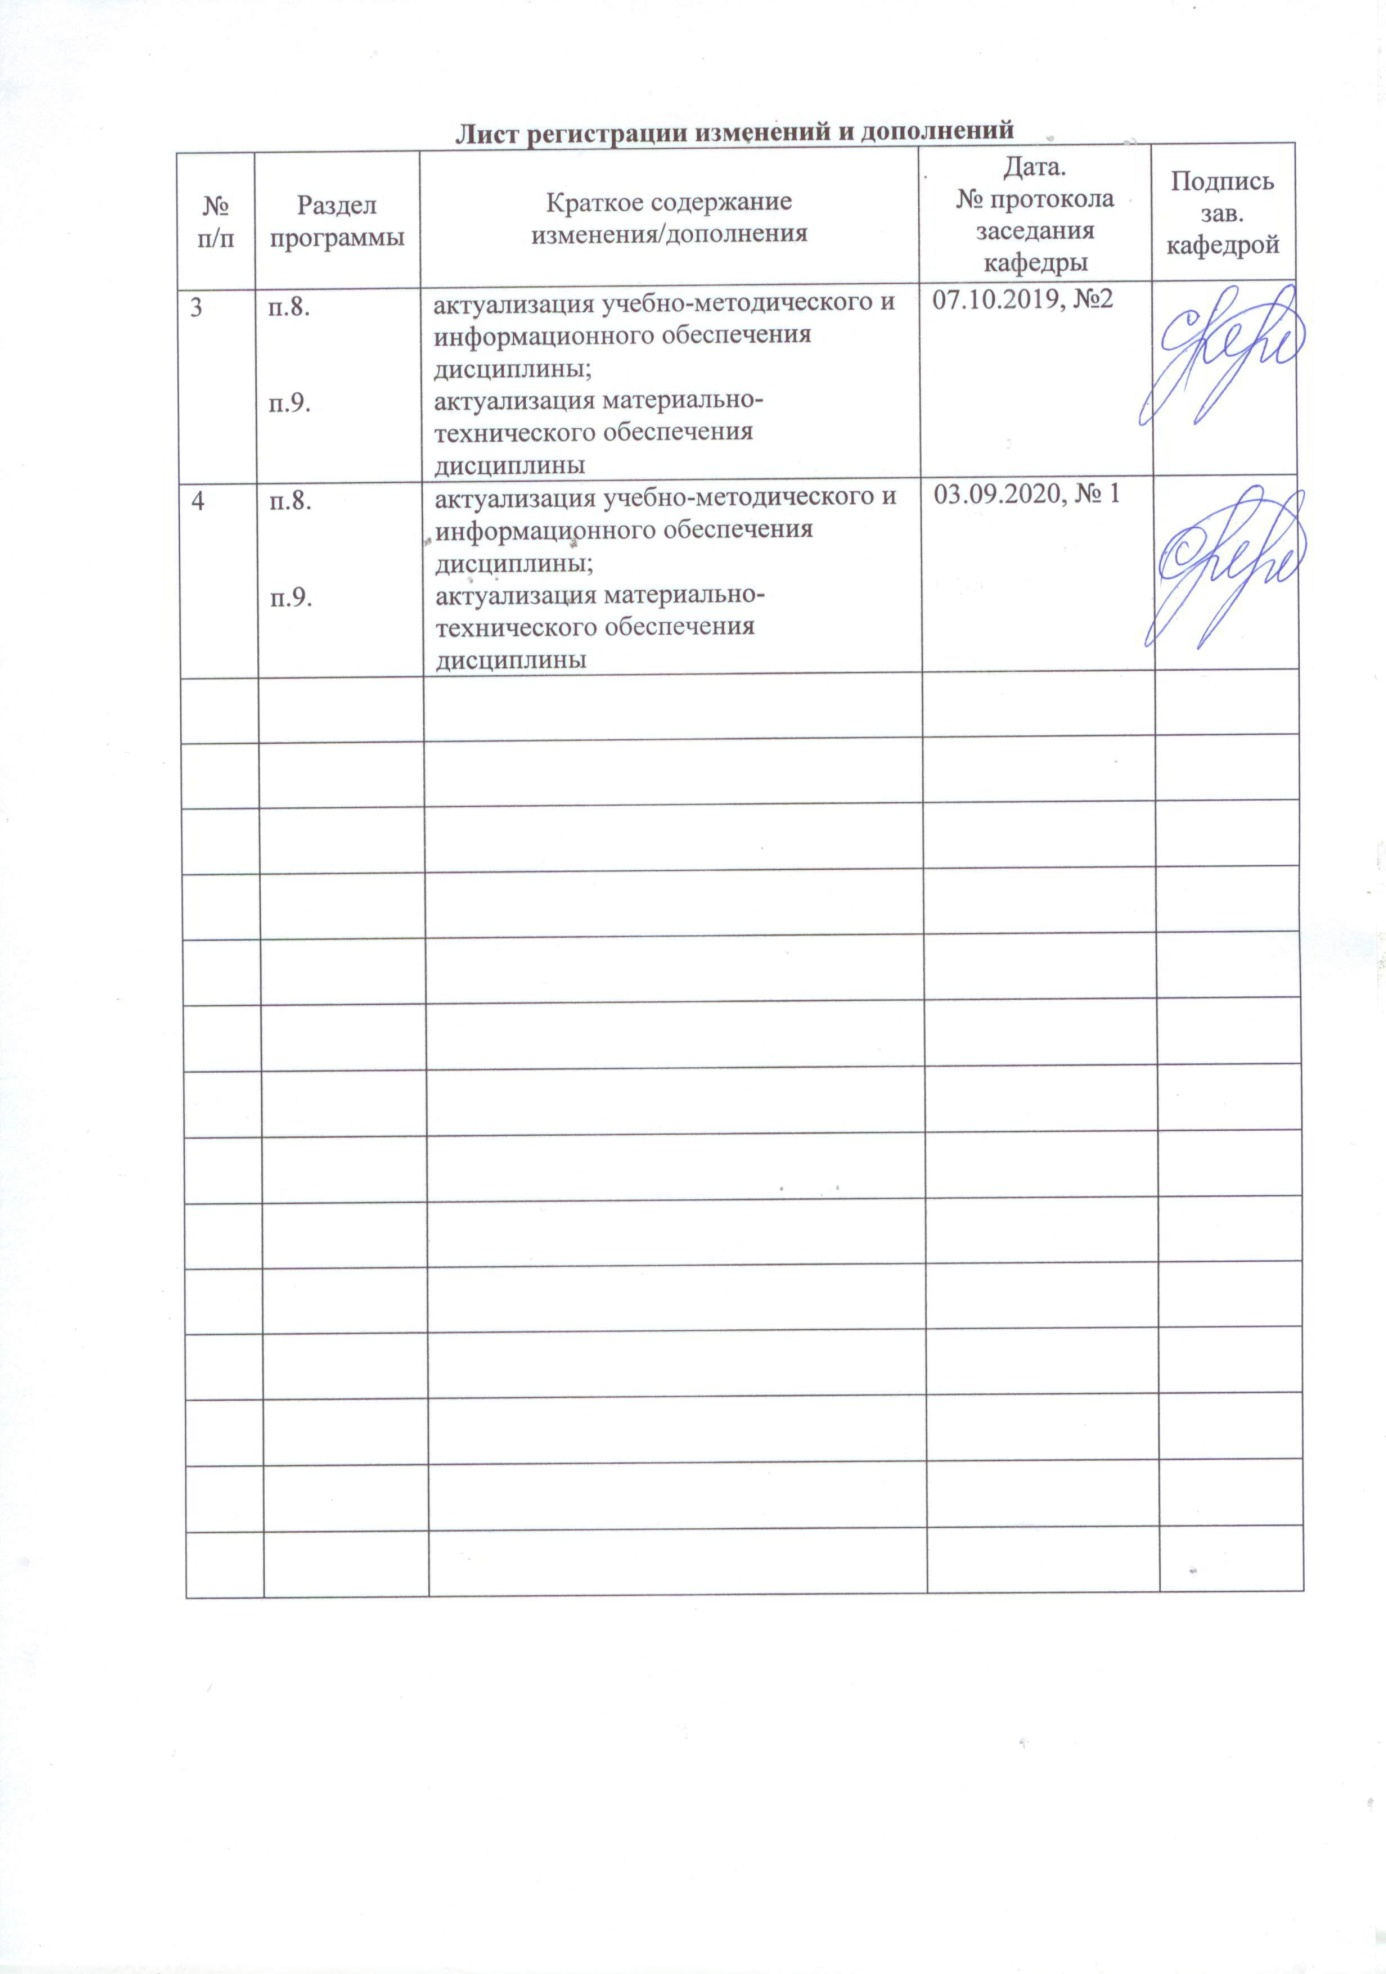 Лист регистрации изменений и дополнений
№
п/п
Раздел
программы
Краткое содержание
изменения/дополнения
Дата.
№ протокола
заседания
кафедры
Подпись
зав.
кафедрой
3
п.8.
п.9.
актуализация учебно-методического и
информационного обеспечения
дисциплины;
актуализация материально-
технического обеспечения
дисциплины
07.10.2019, №2
4
п.8.
п.9.
актуализация учебно-методического и
информационного обеспечения
дисциплины;
актуализация материально-
технического обеспечения
дисциплины
03.09.2020, № 1